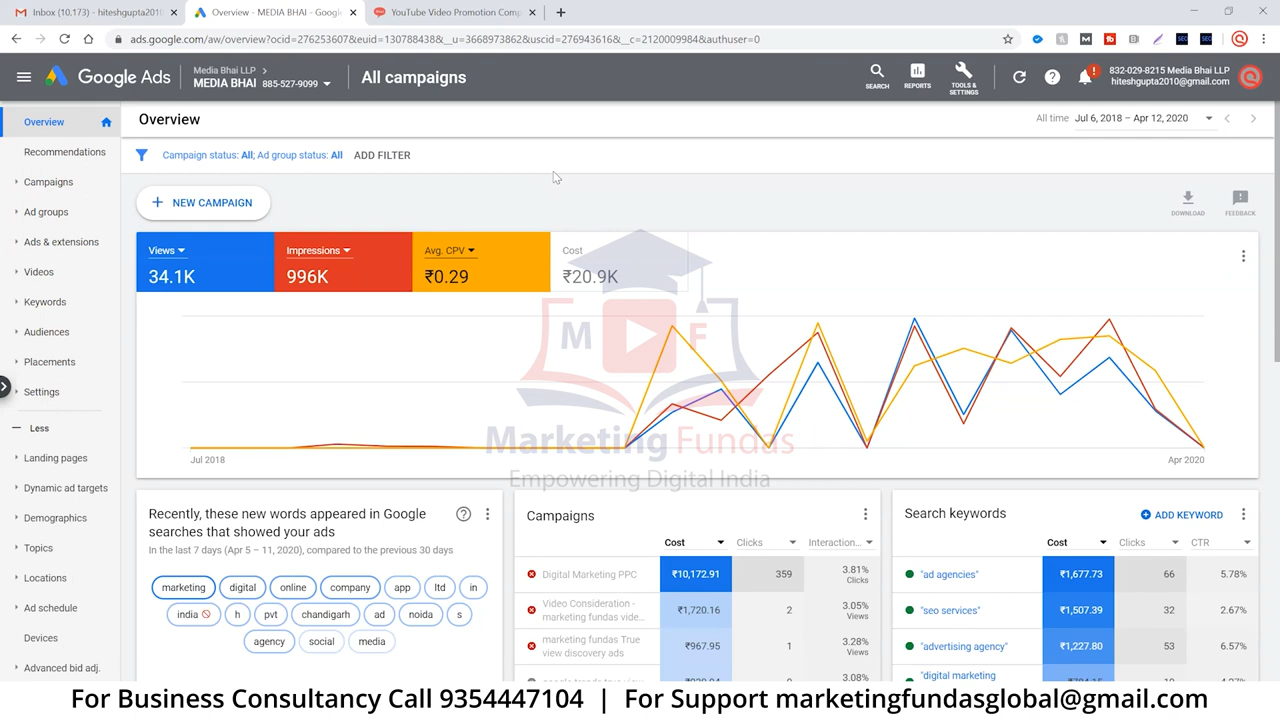 Inbox (10,173) - hiteshgupta2010@
Overview - MEDIA BHAI - Google
YouTube Video Promotion Comp
ads.google.com/aw/overview?ocid=276253607&euid=130788438&__u=3668973862&uscid=276943616&__c=2120009984&authuser=0
Google Ads
Media Bhai LLP >
MEDIA BHAI 885-527-9099
All campaigns
SEARCH
REPORTS
TOOLS & SETTINGS
832-029-8215 Media Bhai LLP
hiteshgupta2010@gmail.com
Overview
Recommendations
Campaigns
Ad groups
Ads & extensions
Videos
Keywords
Audiences
Placements
Settings
Less
Landing pages
Dynamic ad targets
Demographics
Topics
Locations
Ad schedule
Devices
Advanced bid adj.
Overview
All time Jul 6, 2018 – Apr 12, 2020
Campaign status: All; Ad group status: All ADD FILTER
NEW CAMPAIGN
DOWNLOAD
FEEDBACK
Views
34.1K
Impressions
996K
Avg. CPV
₹0.29
Cost
₹20.9K
M F
Marketing Fundas
Empowering Digital India
Jul 2018
Apr 2020
Recently, these new words appeared in Google
searches that showed your ads
In the last 7 days (Apr 5 – 11, 2020), compared to the previous 30 days
marketing digital online company app ltd in
india h pvt chandigarh ad noida s
agency social media
Campaigns
Cost Clicks Interaction...
Digital Marketing PPC ₹10,172.91 359 3.81% Clicks
Video Consideration -
marketing fundas vide... ₹1,720.16 2 3.05% Views
marketing fundas True
view discovery ads ₹967.95 1 3.28% Views
3.08%
Search keywords
ADD KEYWORD
Cost Clicks CTR
"ad agencies" ₹1,677.73 66 5.78%
"seo services" ₹1,507.39 32 2.67%
"advertising agency" ₹1,227.80 53 6.57%
"digital marketing
For Business Consultancy Call 9354447104 | For Support marketingfundasglobal@gmail.com